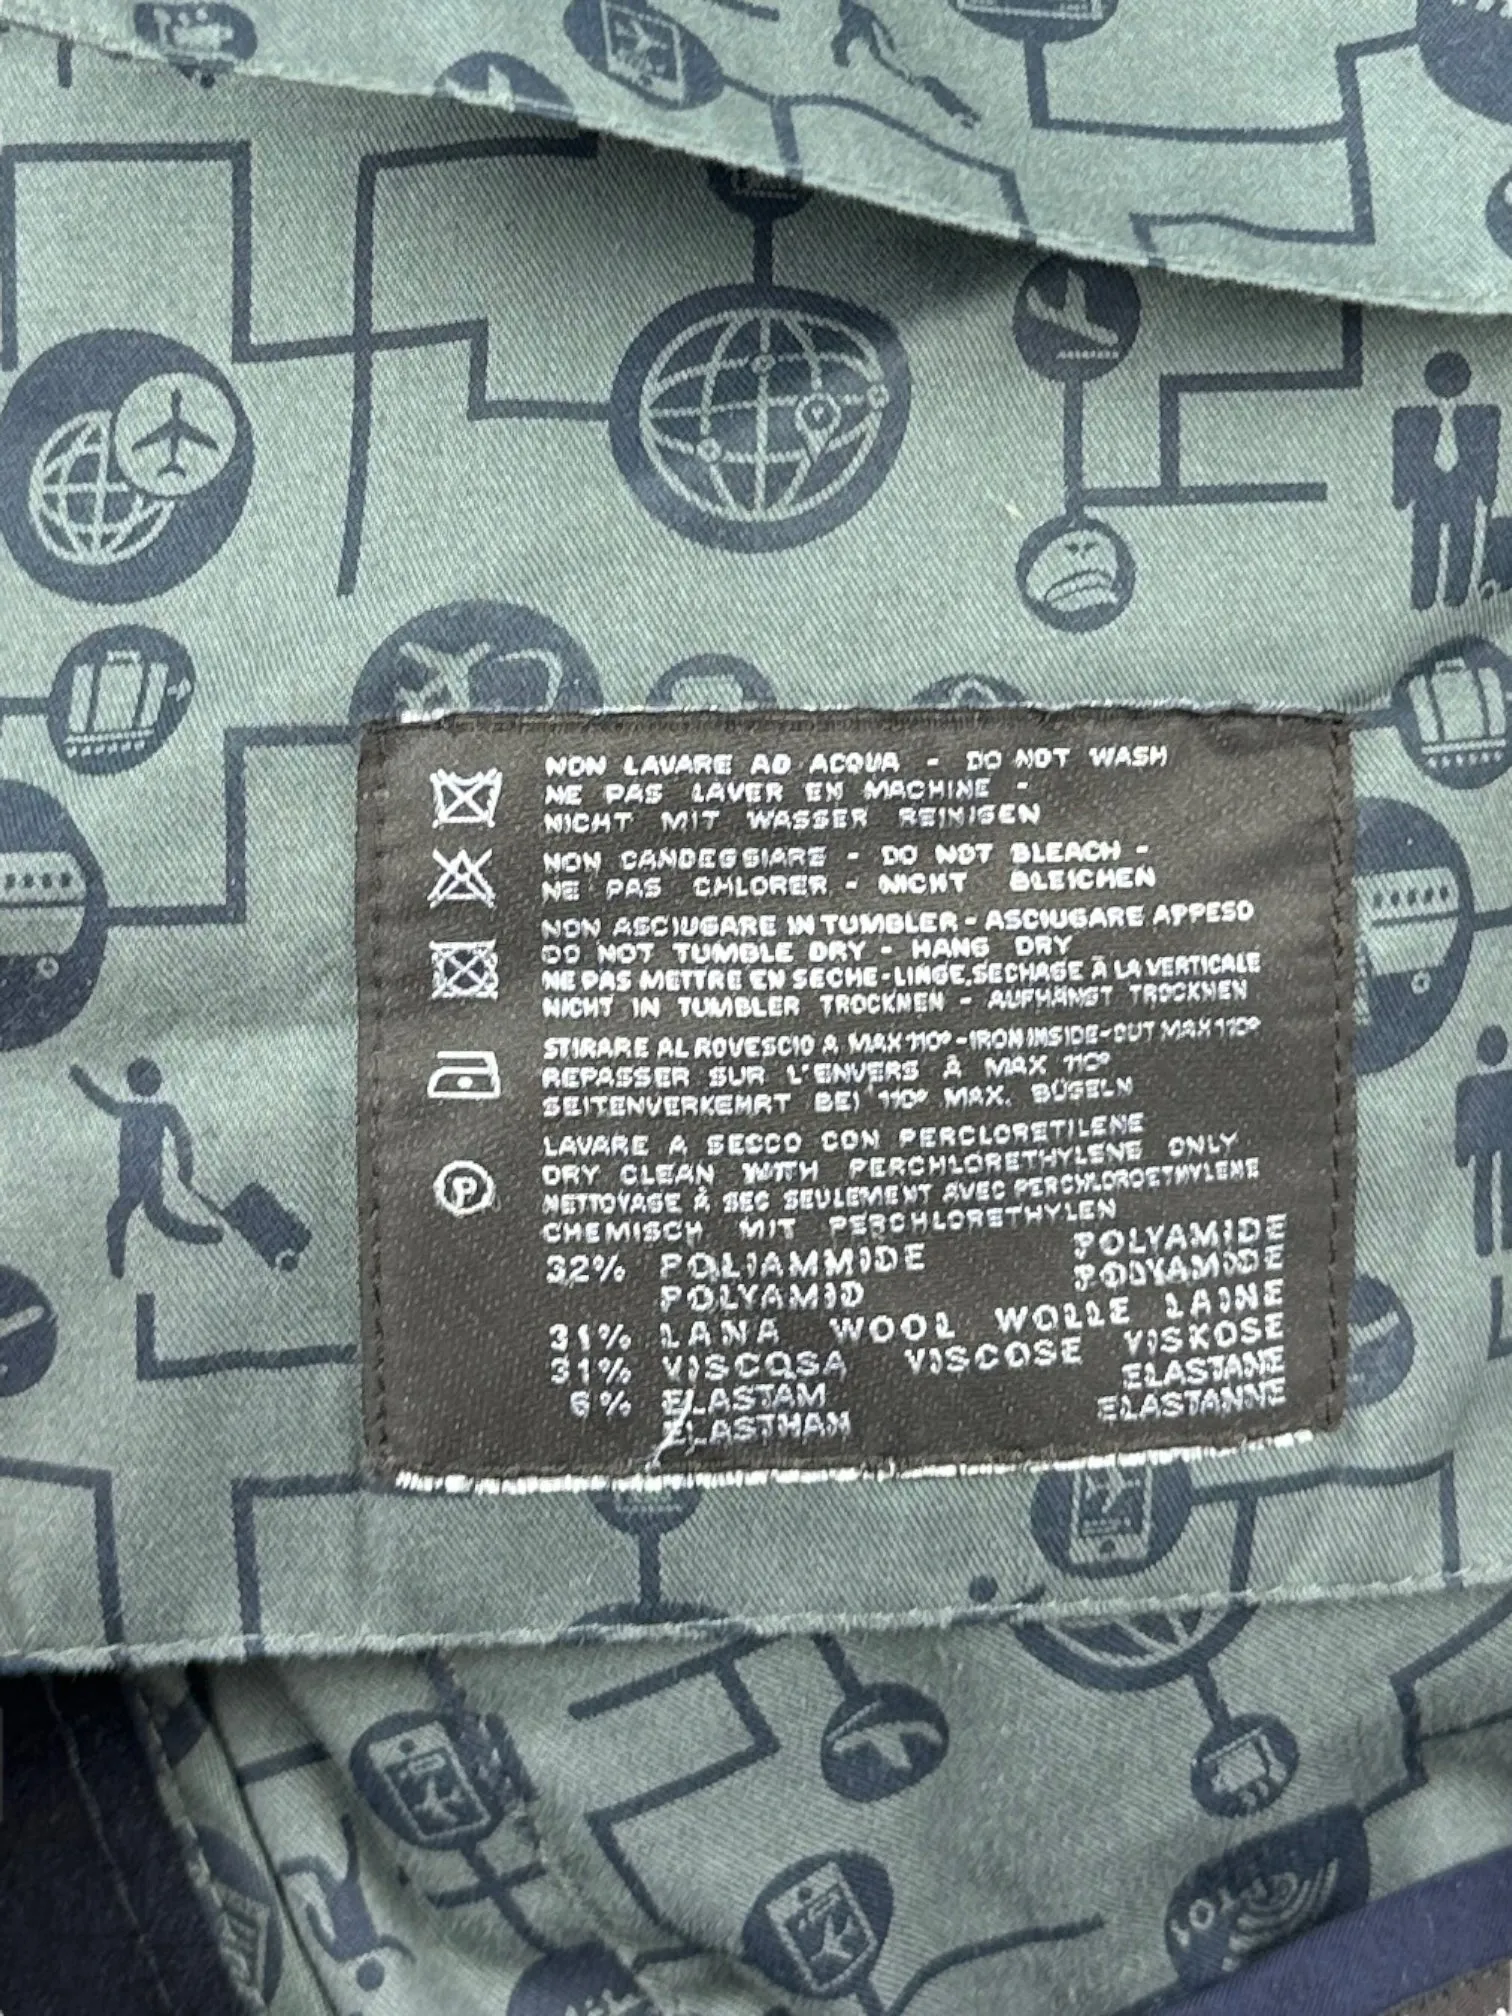 NON LAVARE AD ACQUA - DO NOT WASH
NE PAS LAVER EN MACHINE -
NICHT MIT WASSER REINIGEN
NON CANDEGGIARE - DO NOT BLEACH -
NE PAS CHLORER - NICHT BLEICHEN
NON ASCIUGARE IN TUMBLER - ASCIUGARE APPESO
DO NOT TUMBLE DRY - HANG DRY
NE PAS METTRE EN SECHE-LINGE.SECHAGE À LA VERTICALE
NICHT IN TUMBLER TROCKNEN - AUFHÄNGT TROCKNEN
STIRARE AL ROVESCIO A MAX 110° - IRON INSIDE-OUT MAX 110°
REPASSER SUR L'ENVERS À MAX 110°
SEITENVERKEHRT BEI 110° MAX. BÜGELN
P
LAVARE A SECCO CON PERCLORETILENE
DRY CLEAN WITH PERCHLORETHYLENE ONLY
NETTOYAGE À SEC SEULEMENT AVEC PERCHLOROETHYLENE
CHEMISCH MIT PERCHLORETHYLEN
32% POLIAMMIDE POLYAMIDE
POLYAMID POLYAMIDE
31% LANA WOOL WOLLE LAINE
31% VISCOSA VISCOSE VISKOSE
6% ELASTAM ELASTANE
ELASTHAN ELASTANNE